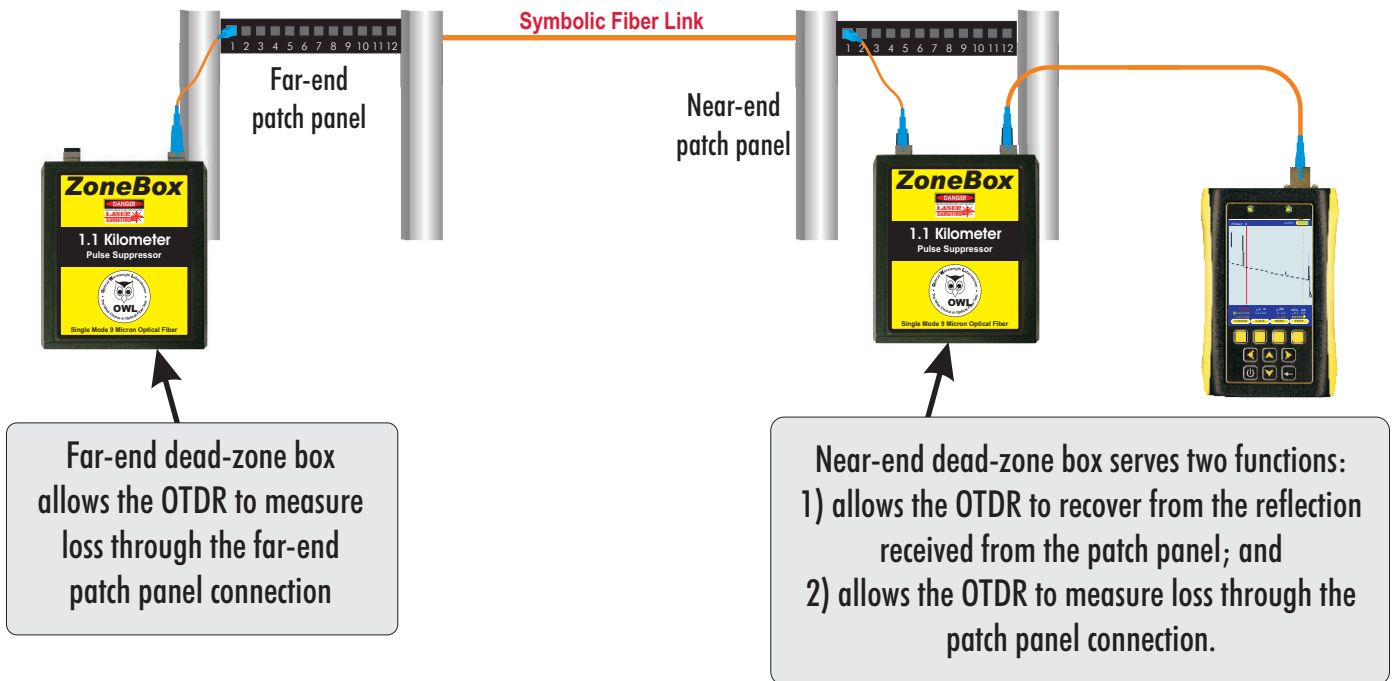 Symbolic Fiber Link
1 2 3 4 5 6 7 8 9 10 11 12
Far-end
patch panel
1 2 3 4 5 6 7 8 9 10 11 12
Near-end
patch panel
ZoneBox
DANGER
LASER
1.1 Kilometer
Pulse Suppressor
OWL
Single Mode 9 Micron Optical Fiber
ZoneBox
DANGER
LASER
1.1 Kilometer
Pulse Suppressor
OWL
Single Mode 9 Micron Optical Fiber
Far-end dead-zone box
allows the OTDR to measure
loss through the far-end
patch panel connection
Near-end dead-zone box serves two functions:
1) allows the OTDR to recover from the reflection
received from the patch panel; and
2) allows the OTDR to measure loss through the
patch panel connection.